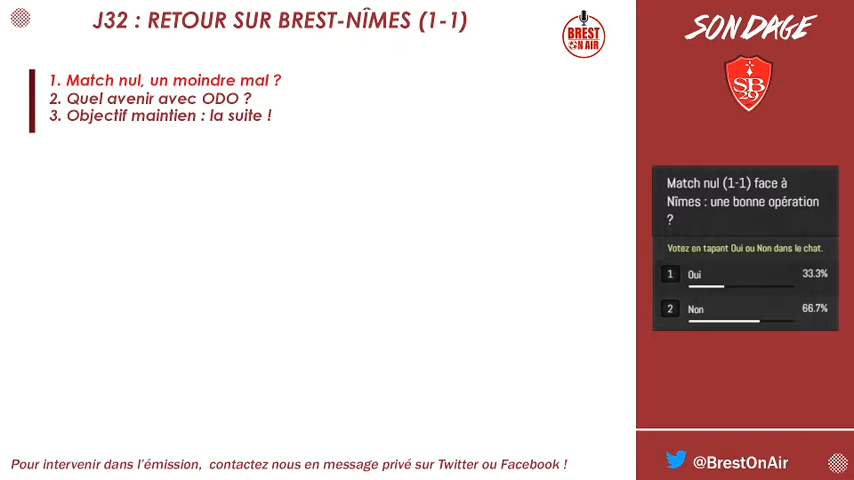 J32 : RETOUR SUR BREST-NÎMES (1-1)
BREST
ON AIR
SONDAGE
SB
29
1. Match nul, un moindre mal ?
2. Quel avenir avec ODO ?
3. Objectif maintien : la suite !
Match nul (1-1) face à
Nîmes : une bonne opération
?
Votez en tapant Oui ou Non dans le chat.
1 Oui 33.3%
2 Non 66.7%
Pour intervenir dans l'émission, contactez nous en message privé sur Twitter ou Facebook !
@BrestOnAir